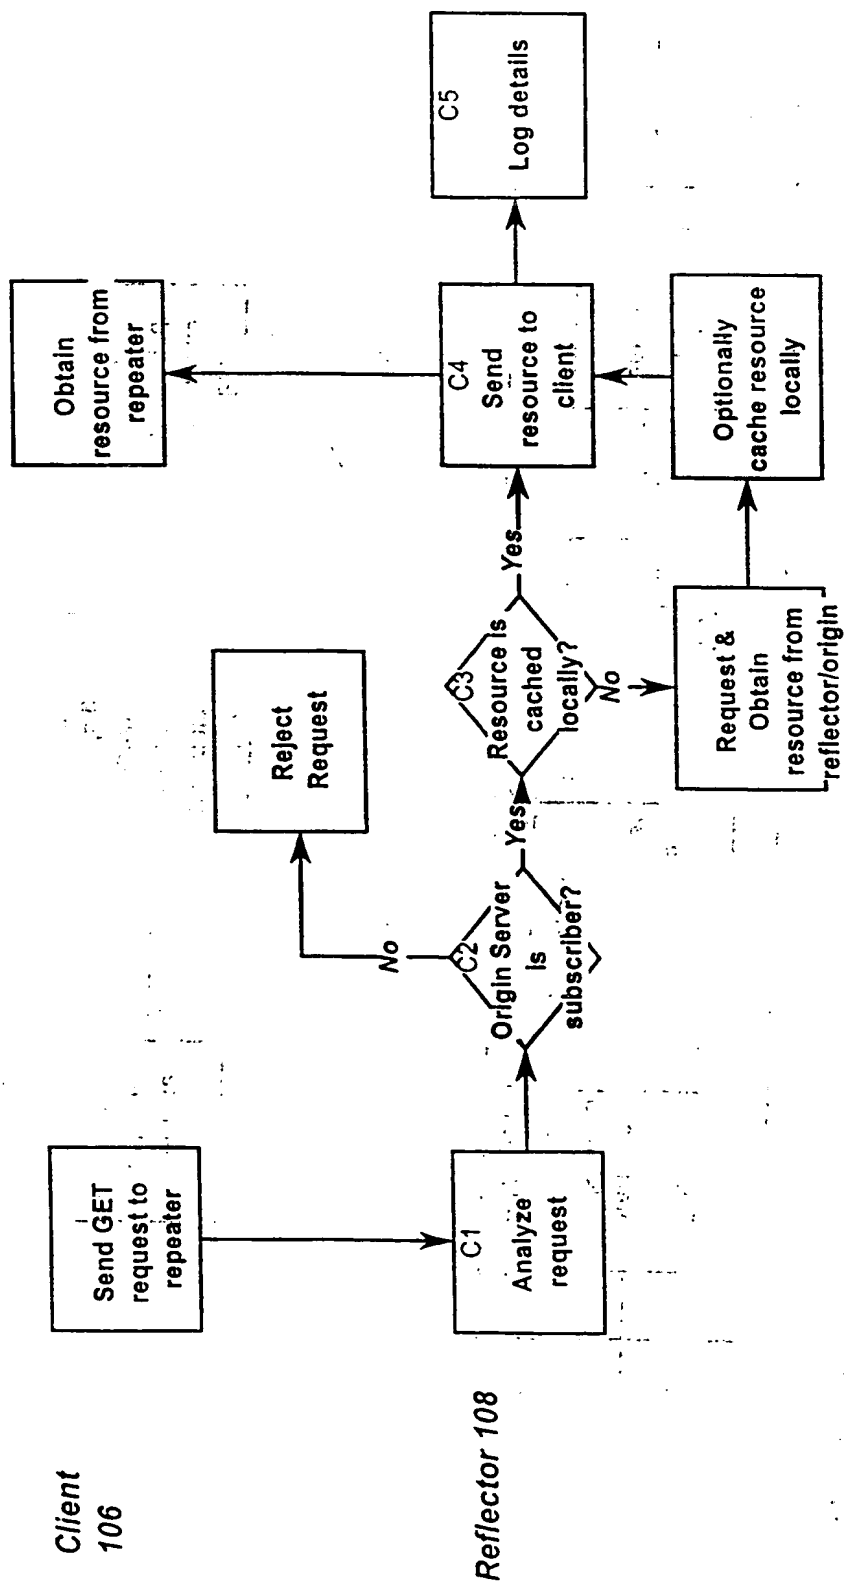 Client
106
Send GET
request to
repeater
Obtain
resource from
repeater
Reject
Request
No
Reflector 108
C1
Analyze
request
C2
Origin Server
is
subscriber?
Yes
C3
Resource is
cached
locally?
Yes
No
C4
Send
resource to
client
C5
Log details
Request &
Obtain
resource from
reflector/origin
Optionally
cache resource
locally